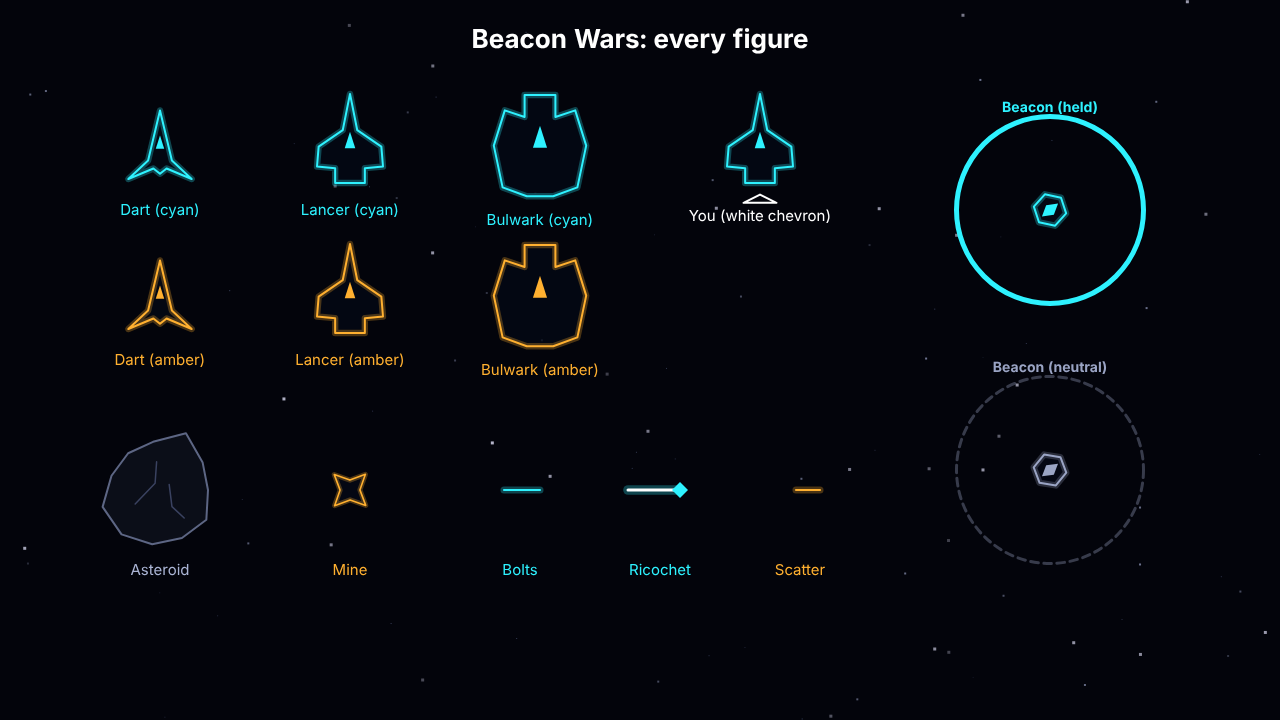 Beacon Wars: every figure
Beacon (held)
Dart (cyan)
Lancer (cyan)
Bulwark (cyan)
You (white chevron)
Dart (amber)
Lancer (amber)
Bulwark (amber)
Beacon (neutral)
Asteroid
Mine
Bolts
Ricochet
Scatter